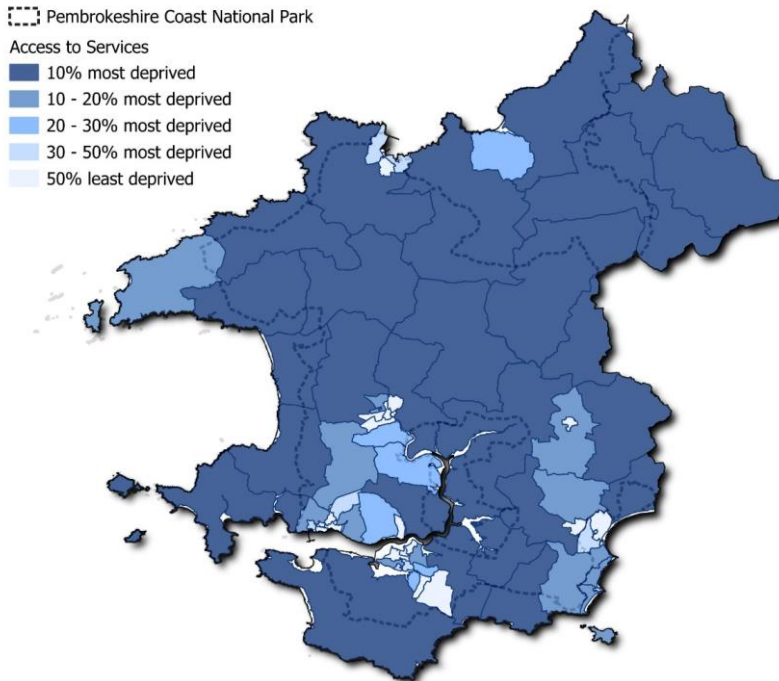 Pembrokeshire Coast National Park
Access to Services
10% most deprived
10 - 20% most deprived
20 - 30% most deprived
30 - 50% most deprived
50% least deprived